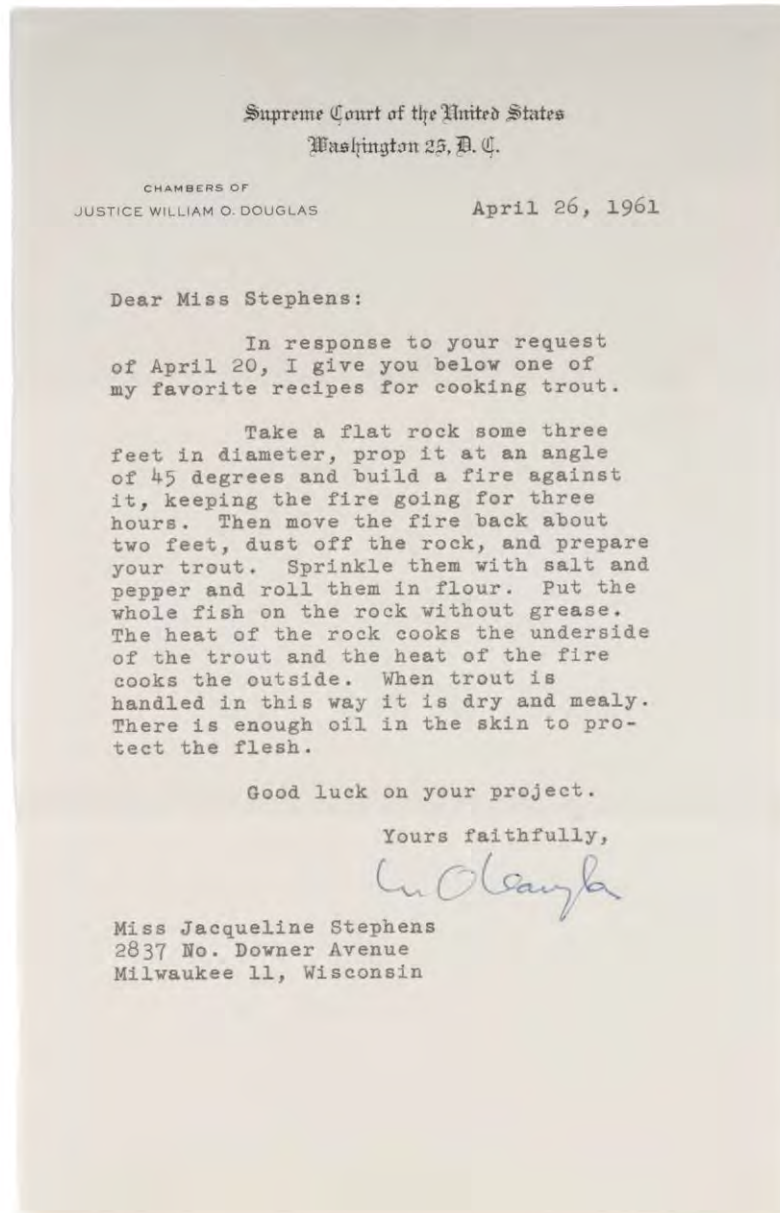 Supreme Court of the United States
Washington 25, D. C.
CHAMBERS OF
JUSTICE WILLIAM O. DOUGLAS
April 26, 1961
Dear Miss Stephens:
In response to your request
of April 20, I give you below one of
my favorite recipes for cooking trout.
Take a flat rock some three
feet in diameter, prop it at an angle
of 45 degrees and build a fire against
it, keeping the fire going for three
hours. Then move the fire back about
two feet, dust off the rock, and prepare
your trout. Sprinkle them with salt and
pepper and roll them in flour. Put the
whole fish on the rock without grease.
The heat of the rock cooks the underside
of the trout and the heat of the fire
cooks the outside. When trout is
handled in this way it is dry and mealy.
There is enough oil in the skin to pro-
tect the flesh.
Good luck on your project.
Yours faithfully,
Wm O Douglas
Miss Jacqueline Stephens
2837 No. Downer Avenue
Milwaukee 11, Wisconsin